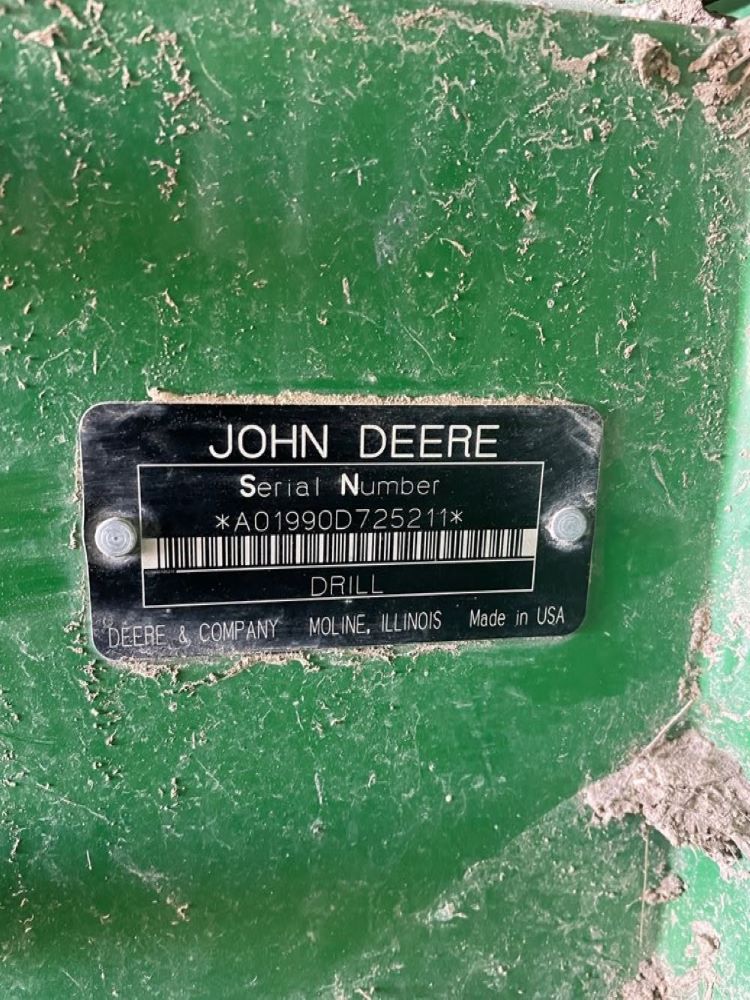 JOHN DEERE
Serial Number
*A01990D725211*
DRILL
DEERE & COMPANY MOLINE, ILLINOIS Made in USA